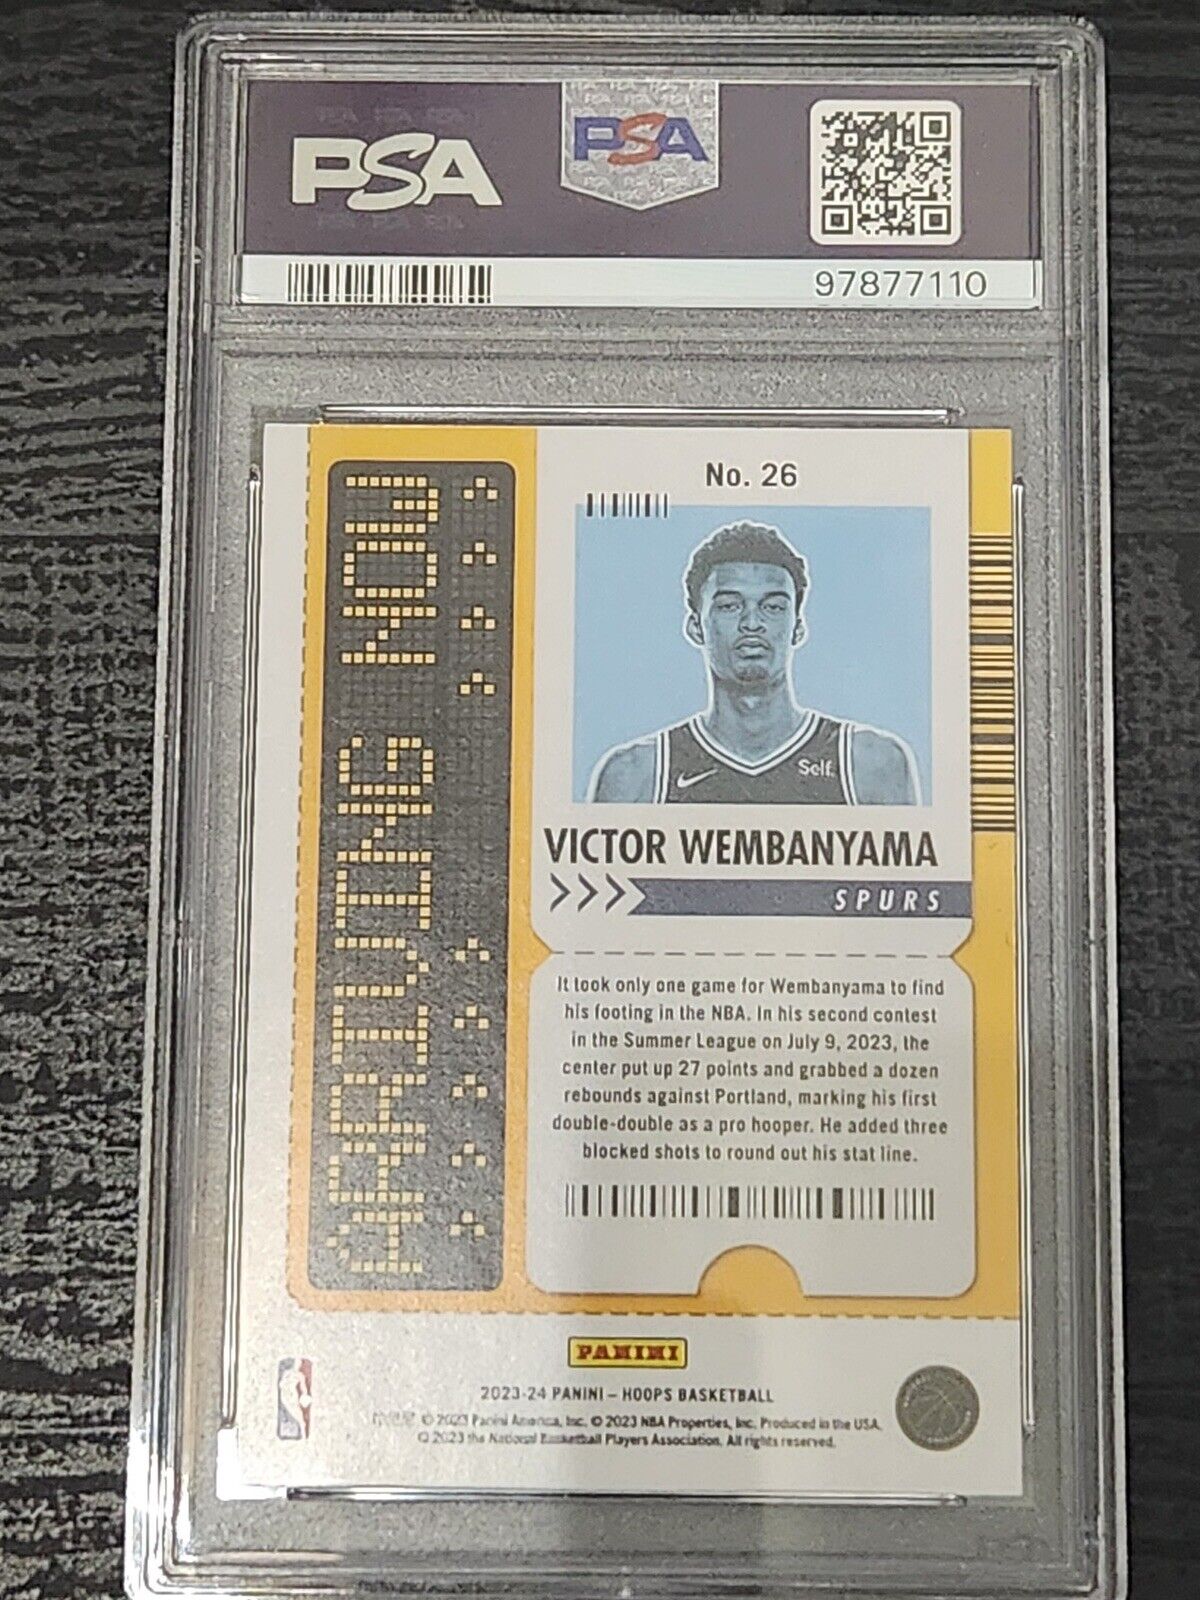 PSA
PSA
97877110
No. 26
Self.
VICTOR WEMBANYAMA
SPURS
ARRIVING NOW
It took only one game for Wembanyama to find
his footing in the NBA. In his second contest
in the Summer League on July 9, 2023, the
center put up 27 points and grabbed a dozen
rebounds against Portland, marking his first
double-double as a pro hooper. He added three
blocked shots to round out his stat line.
PANINI
2023-24 PANINI – HOOPS BASKETBALL
© 2023 Panini America, Inc. © 2023 NBA Properties, Inc. Produced in the USA.
© 2023 the National Basketball Players Association. All rights reserved.